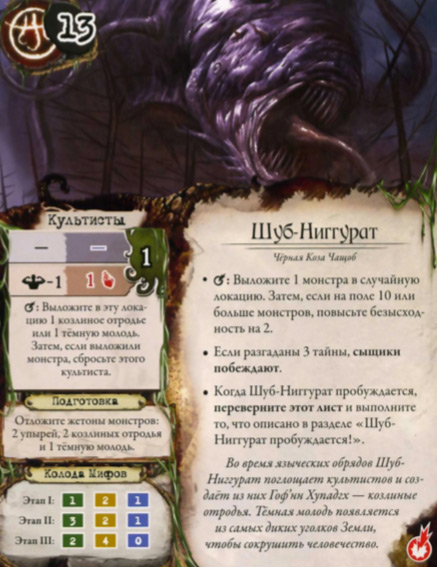 13
Культисты
— —
1
-1 1
: Выложите в эту лока-
цию 1 козлиное отродье
или 1 тёмную молодь.
Затем, если выложили
монстра, сбросьте этого
культиста.
Подготовка
Отложите жетоны монстров:
2 упырей, 2 козлиных отродья
и 1 тёмную молодь.
Колода Мифов
Этап I: 1 2 1
Этап II: 3 2 1
Этап III: 2 4 0
Шуб-Ниггурат
Чёрная Коза Чащоб
• : Выложите 1 монстра в случайную
локацию. Затем, если на поле 10 или
больше монстров, повысьте безысход-
ность на 2.
• Если разгаданы 3 тайны, сыщики
побеждают.
• Когда Шуб-Ниггурат пробуждается,
переверните этот лист и выполните
то, что описано в разделе «Шуб-
Ниггурат пробуждается!».
Во время языческих обрядов Шуб-
Ниггурат поглощает культистов и соз-
даёт из них Гоф'нн Хупадгх — козлиные
отродья. Тёмная молодь появляется
из самых диких уголков Земли,
чтобы сокрушить человечество.